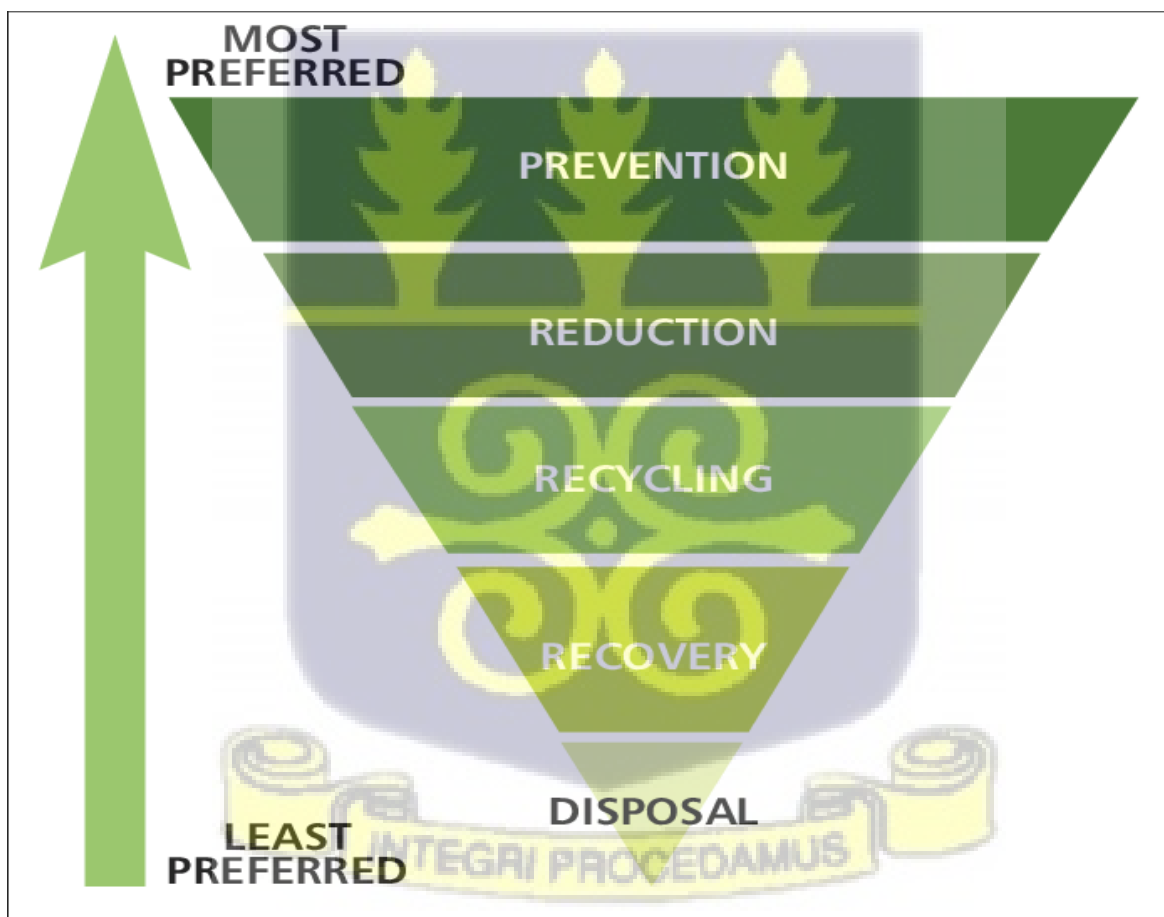 MOST
PREFERRED
PREVENTION
REDUCTION
RECYCLING
RECOVERY
DISPOSAL
LEAST
PREFERRED
INTEGRI PROCEDAMUS